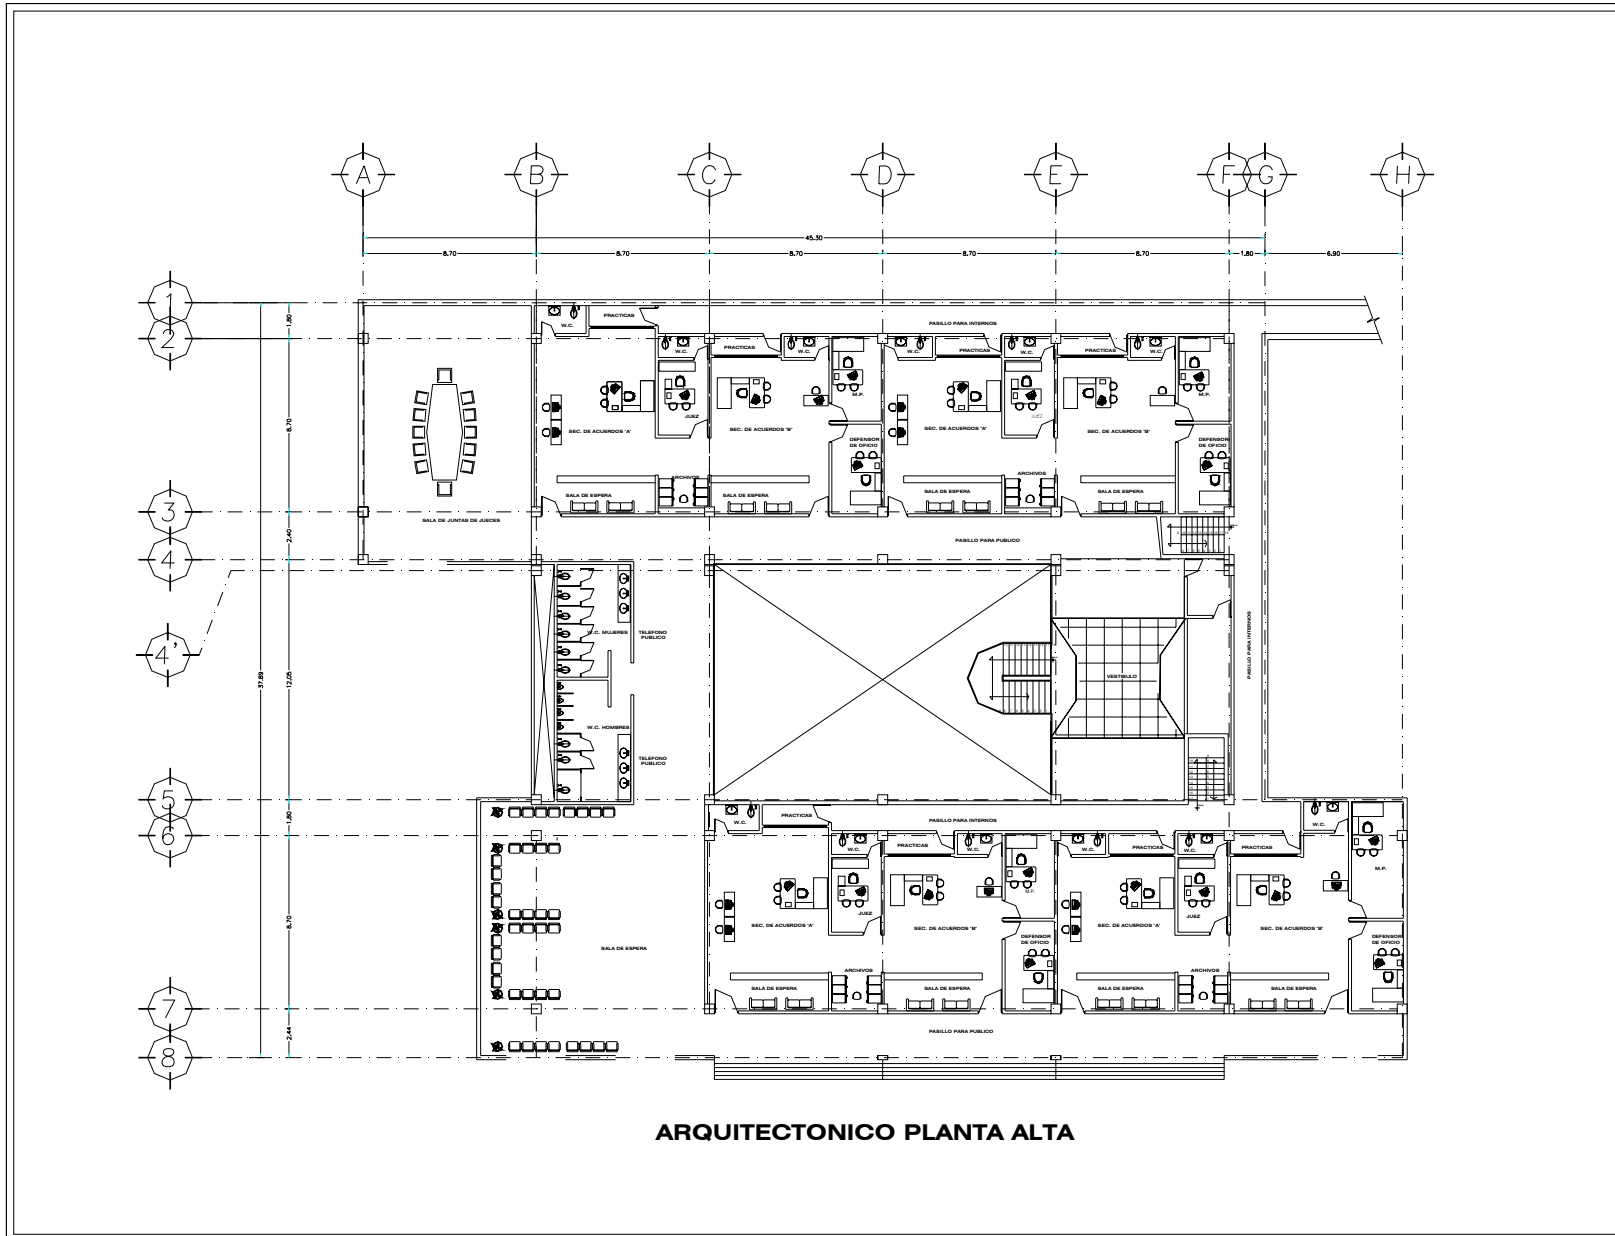 A B C D E F G H
45.30
8.70 8.70 8.70 8.70 8.70 1.80 6.90
1
2
3
4
4'
5
6
7
8
1.80
8.70
2.40
12.05
37.89
1.80
8.70
2.44
W.C.
PRACTICAS
PASILLO PARA INTERNOS
W.C.
PRACTICAS
W.C.
W.C.
PRACTICAS
W.C.
PRACTICAS
W.C.
JUEZ
M.P.
JUEZ
M.P.
SEC. DE ACUERDOS 'A'
SEC. DE ACUERDOS 'B'
DEFENSOR
DE OFICIO
SEC. DE ACUERDOS 'A'
SEC. DE ACUERDOS 'B'
DEFENSOR
DE OFICIO
ARCHIVOS
ARCHIVOS
SALA DE ESPERA
SALA DE ESPERA
SALA DE ESPERA
SALA DE ESPERA
SALA DE JUNTAS DE JUECES
PASILLO PARA PUBLICO
W.C. MUJERES
TELEFONO
PUBLICO
PASILLO PARA INTERNOS
VESTIBULO
W.C. HOMBRES
TELEFONO
PUBLICO
W.C.
PRACTICAS
PASILLO PARA INTERNOS
W.C.
W.C.
PRACTICAS
W.C.
W.C.
PRACTICAS
W.C.
PRACTICAS
M.P.
M.P.
JUEZ
JUEZ
SEC. DE ACUERDOS 'A'
SEC. DE ACUERDOS 'B'
DEFENSOR
DE OFICIO
SEC. DE ACUERDOS 'A'
SEC. DE ACUERDOS 'B'
DEFENSOR
DE OFICIO
SALA DE ESPERA
ARCHIVOS
ARCHIVOS
SALA DE ESPERA
SALA DE ESPERA
SALA DE ESPERA
SALA DE ESPERA
PASILLO PARA PUBLICO
ARQUITECTONICO PLANTA ALTA